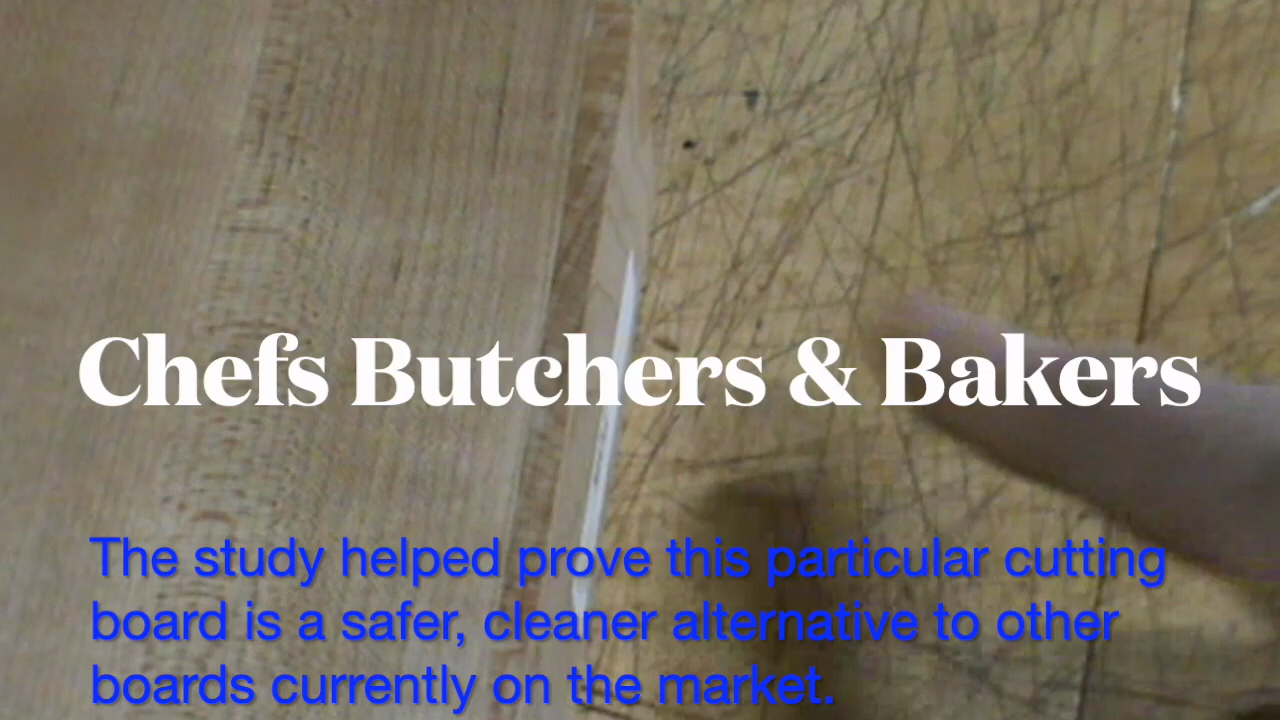 Chefs Butchers & Bakers
The study helped prove this particular cutting
board is a safer, cleaner alternative to other
boards currently on the market.